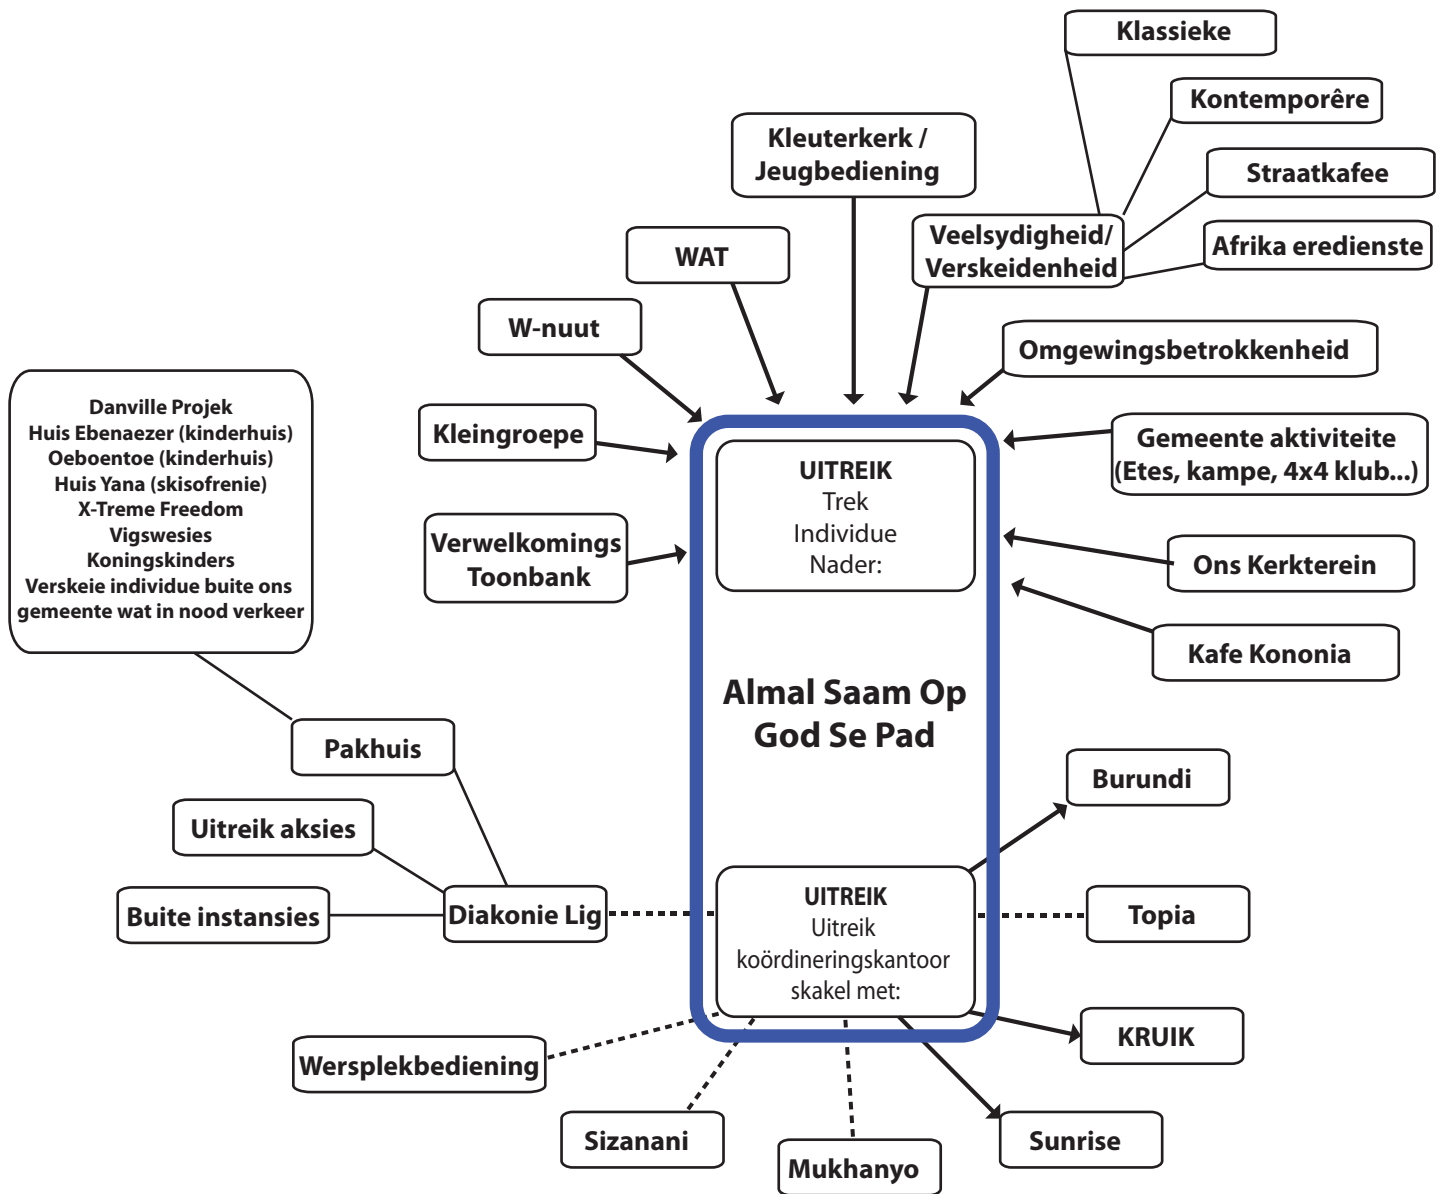 Klassieke
Kontemporêre
Straatkafee
Afrika eredienste
Kleuterkerk /
Jeugbediening
Veelsydigheid/
Verskeidenheid
WAT
W-nuut
Omgewingsbetrokkenheid
Kleingroepe
Gemeente aktiviteite
(Etes, kampe, 4x4 klub...)
Verwelkomings
Toonbank
Ons Kerkterein
Kafe Kononia
UITREIK
Trek
Individue
Nader:
Almal Saam Op
God Se Pad
Danville Projek
Huis Ebenaezer (kinderhuis)
Oeboentoe (kinderhuis)
Huis Yana (skisofrenie)
X-Treme Freedom
Vigswesies
Koningskinders
Verskeie individue buite ons
gemeente wat in nood verkeer
Pakhuis
Uitreik aksies
Buite instansies
Diakonie Lig
UITREIK
Uitreik
koördineringskantoor
skakel met:
Burundi
Topia
KRUIK
Sunrise
Mukhanyo
Sizanani
Wersplekbediening